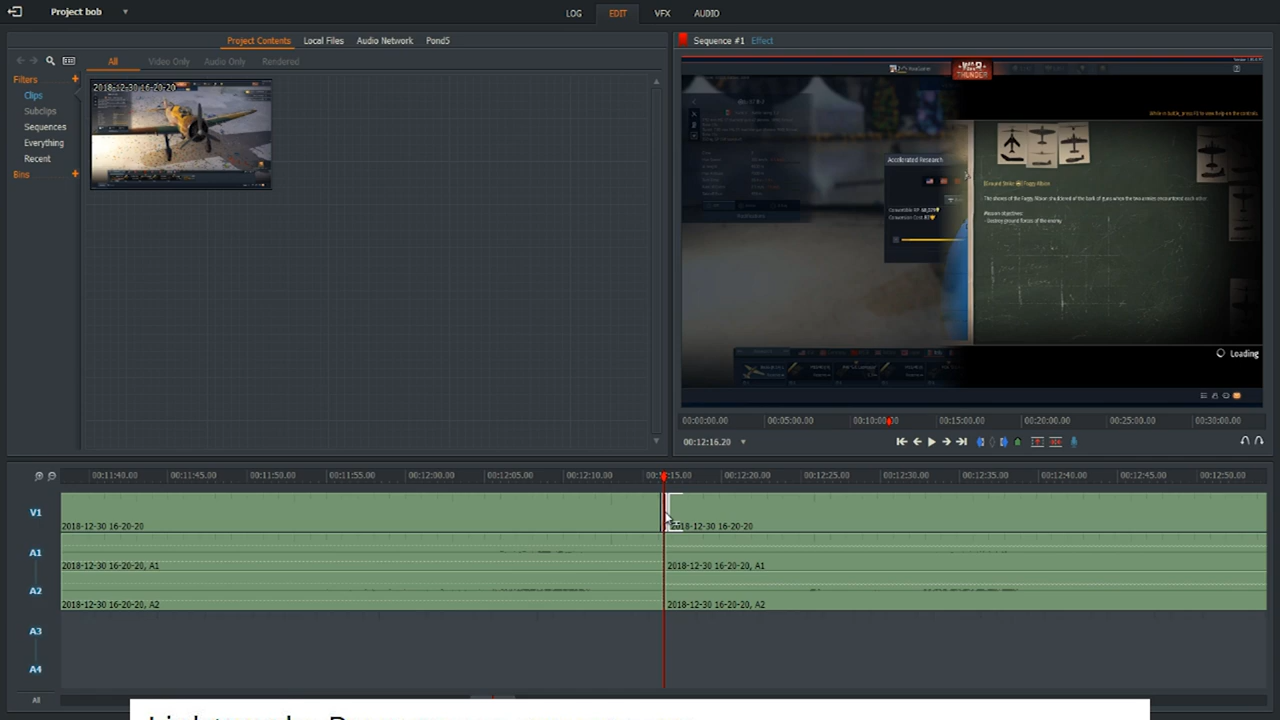 Project bob
LOG
EDIT
VFX
AUDIO
Project Contents
Local Files
Audio Network
Pond5
Sequence #1
Effect
All
Video Only
Audio Only
Rendered
Filters
Clips
Subclips
Sequences
Everything
Recent
Bins
2018-12-30 16-20-20
WAR
THUNDER
Accelerated Research
Mission objectives:
Loading
00:00:00.00
00:05:00.00
00:15:00.00
00:20:00.00
00:25:00.00
00:30:00.00
00:12:16.20
00:11:40.00
00:11:45.00
00:11:50.00
00:11:55.00
00:12:00.00
00:12:05.00
00:12:10.00
00:12:20.00
00:12:25.00
00:12:30.00
00:12:35.00
00:12:40.00
00:12:45.00
00:12:50.00
V1
2018-12-30 16-20-20
2018-12-30 16-20-20
A1
2018-12-30 16-20-20, A1
2018-12-30 16-20-20, A1
A2
2018-12-30 16-20-20, A2
2018-12-30 16-20-20, A2
A3
A4
All